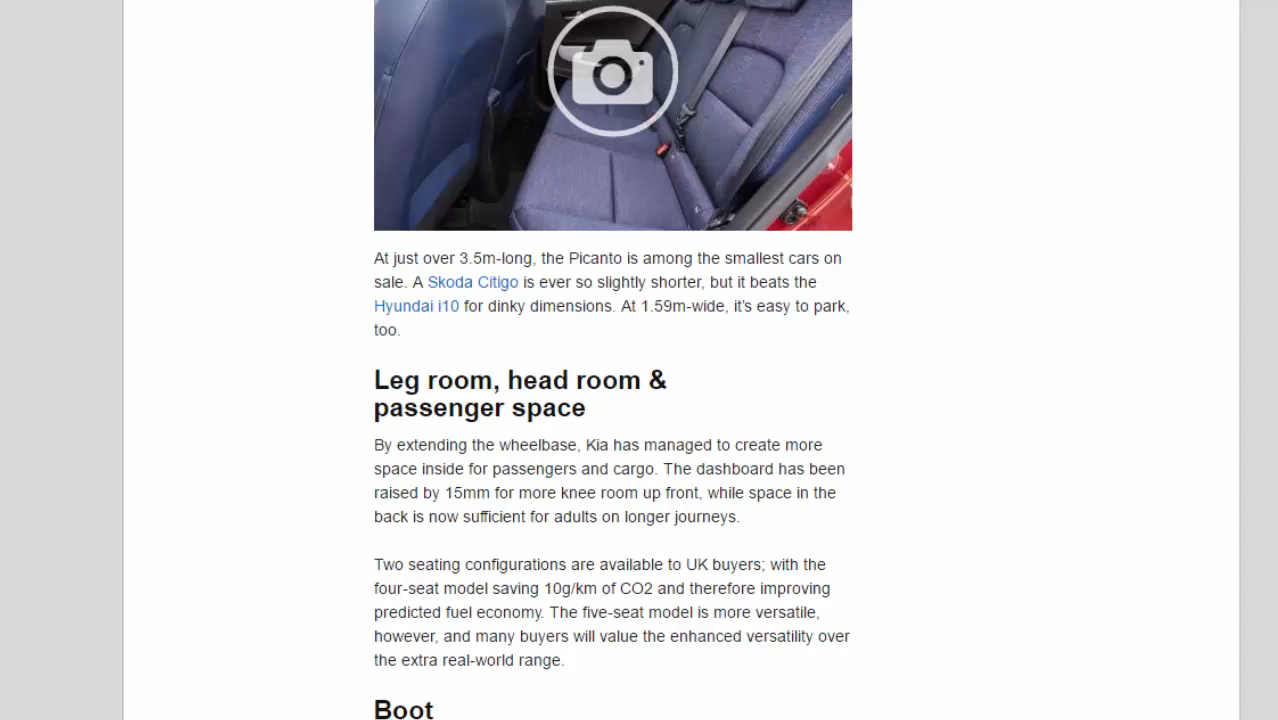 At just over 3.5m-long, the Picanto is among the smallest cars on
sale. A Skoda Citigo is ever so slightly shorter, but it beats the
Hyundai i10 for dinky dimensions. At 1.59m-wide, it's easy to park,
too.
Leg room, head room &
passenger space
By extending the wheelbase, Kia has managed to create more
space inside for passengers and cargo. The dashboard has been
raised by 15mm for more knee room up front, while space in the
back is now sufficient for adults on longer journeys.
Two seating configurations are available to UK buyers; with the
four-seat model saving 10g/km of CO2 and therefore improving
predicted fuel economy. The five-seat model is more versatile,
however, and many buyers will value the enhanced versatility over
the extra real-world range.
Boot